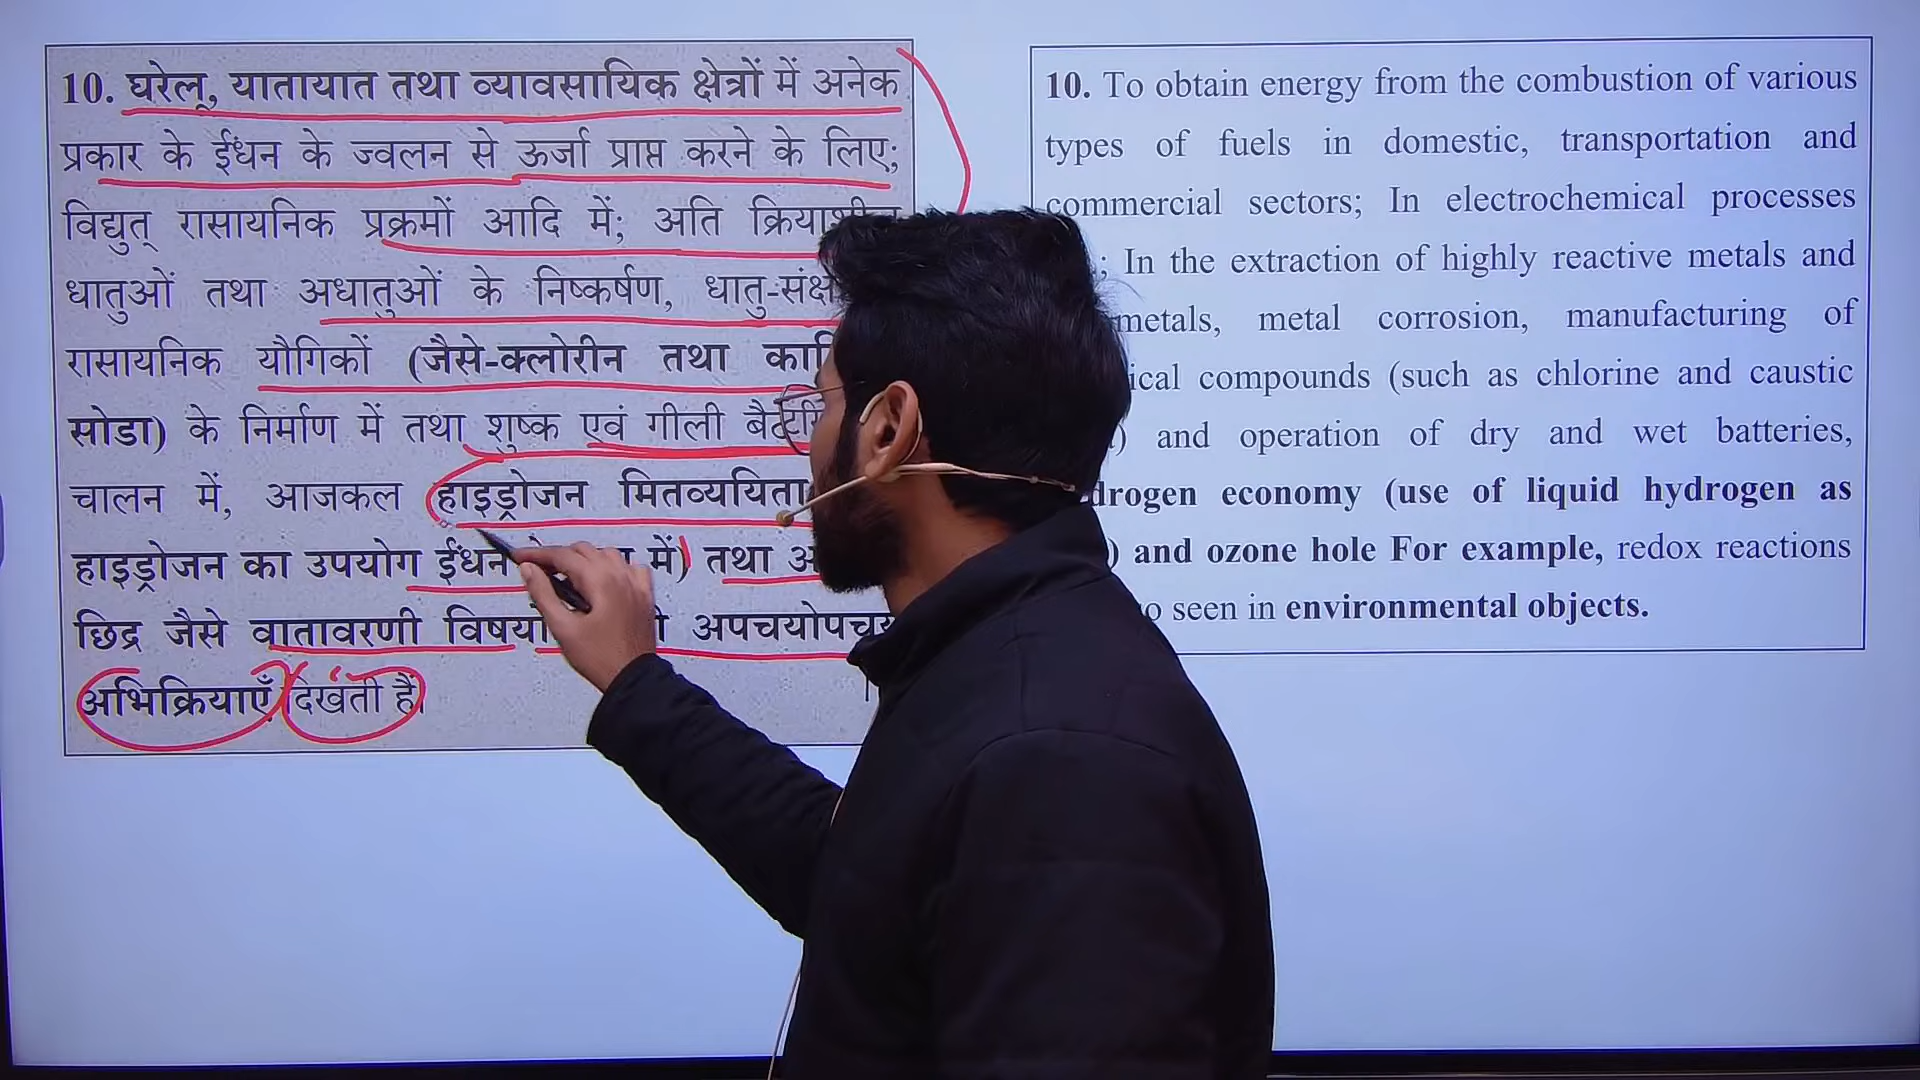 10. घरेलू, यातायात तथा व्यावसायिक क्षेत्रों में अनेक
प्रकार के ईंधन के ज्वलन से ऊर्जा प्राप्त करने के लिए;
विद्युत् रासायनिक प्रक्रमों आदि में; अति
धातुओं तथा अधातुओं के निष्कर्षण,
रासायनिक यौगिकों (जैसे-क्लोरीन तथा
सोडा) के निर्माण में तथा शुष्क एवं गीली
चालन में, आजकल हाइड्रोजन मितव्ययिता
हाइड्रोजन का उपयोग ईंधन में) तथा
छिद्र जैसे वातावरणी
अभिक्रियाएँ दिखती हैं।
10. To obtain energy from the combustion of various
types of fuels in domestic, transportation and
commercial sectors; In electrochemical processes
; In the extraction of highly reactive metals and
metals, metal corrosion, manufacturing of
compounds (such as chlorine and caustic
) and operation of dry and wet batteries,
economy (use of liquid hydrogen as
) and ozone hole For example, redox reactions
seen in environmental objects.